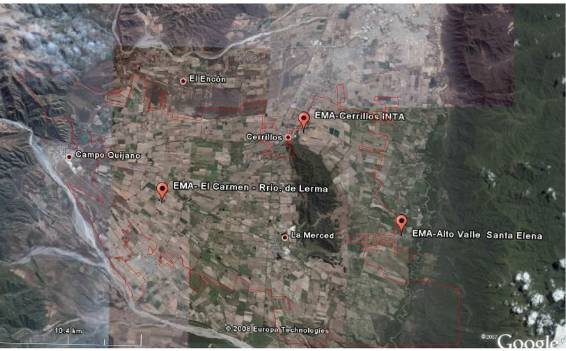 El Encón
EMA-Cerrillos INTA
Cerrillos
Campo Quijano
EMA- El Carmen - Rrio, de Lerma
La Merced
EMA-Alto Valle Santa Elena
10.4 km
© 2008 Europa Technologies
Google